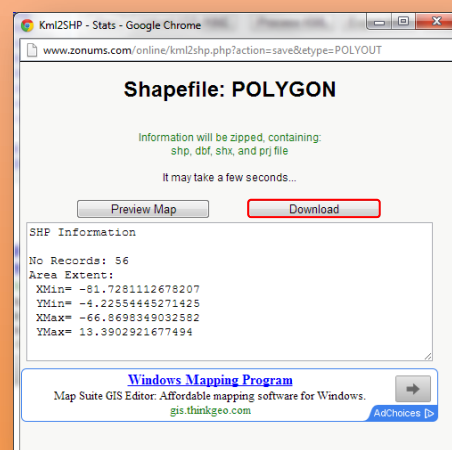 Kml2SHP - Stats - Google Chrome
www.zonums.com/online/kml2shp.php?action=save&etype=POLYOUT
Shapefile: POLYGON
Information will be zipped, containing:
shp, dbf, shx, and prj file
It may take a few seconds...
Preview Map
Download
SHP Information
No Records: 56
Area Extent:
XMin= -81.7281112678207
YMin= -4.22554445271425
XMax= -66.8698349032582
YMax= 13.3902921677494
Windows Mapping Program
Map Suite GIS Editor: Affordable mapping software for Windows.
gis.thinkgeo.com
AdChoices